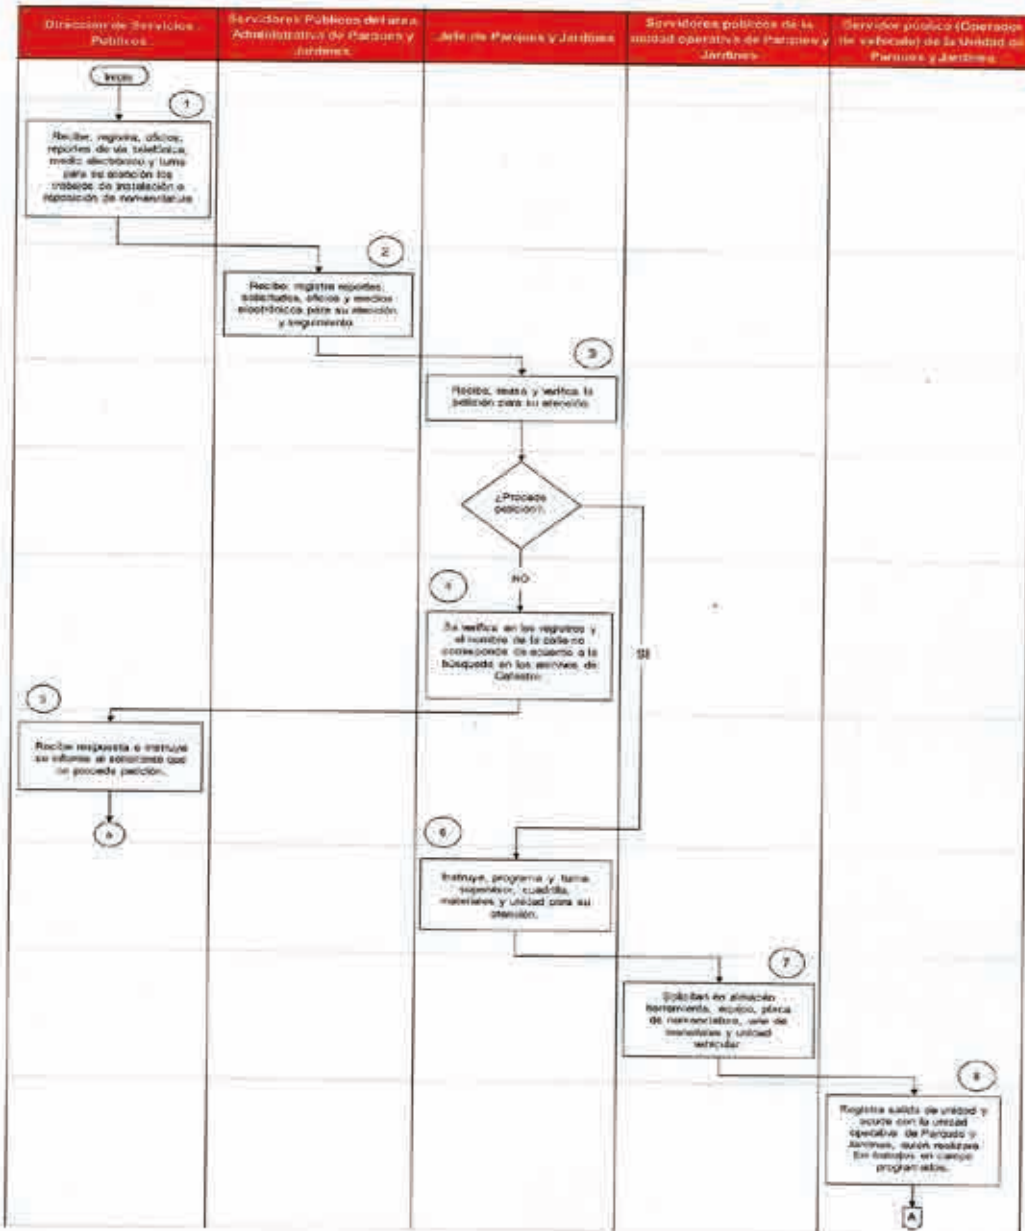 Dirección de Servicios
Públicos
Servidores Públicos del área
Administrativa de Parques y
Jardines
Jefe de Parques y Jardines
Servidores públicos de la
unidad operativa de Parques y
Jardines
Servidor público (Operador
de vehículo) de la Unidad de
Parques y Jardines
Inicio
1
Recibe, registra, oficios,
reportes de vía telefónica,
medio electrónico y turna
para su atención los
trabajos de instalación o
reposición de nomenclatura
2
Recibe, registra reportes,
solicitudes, oficios y medios
electrónicos para su atención
y seguimiento.
3
Recibe, revisa y verifica la
petición para su atención.
¿Procede
petición?.
NO
SI
4
Se verifica en los registros y
el nombre de la calle no
corresponde de acuerdo a la
búsqueda en los archivos de
Catastro.
Recibe respuesta e instruye
se informe al solicitante que
no procede petición.
6
Instruye, programa y turna
supervisor, cuadrilla,
materiales y unidad para su
atención.
7
Solicitan en almacén
herramienta, equipo, placa
de nomenclatura, vale de
materiales y unidad
vehicular
8
Registra salida de unidad y
acude con la unidad
operativa de Parques y
Jardines, quien realizara
los trabajos en campo
programados.
A